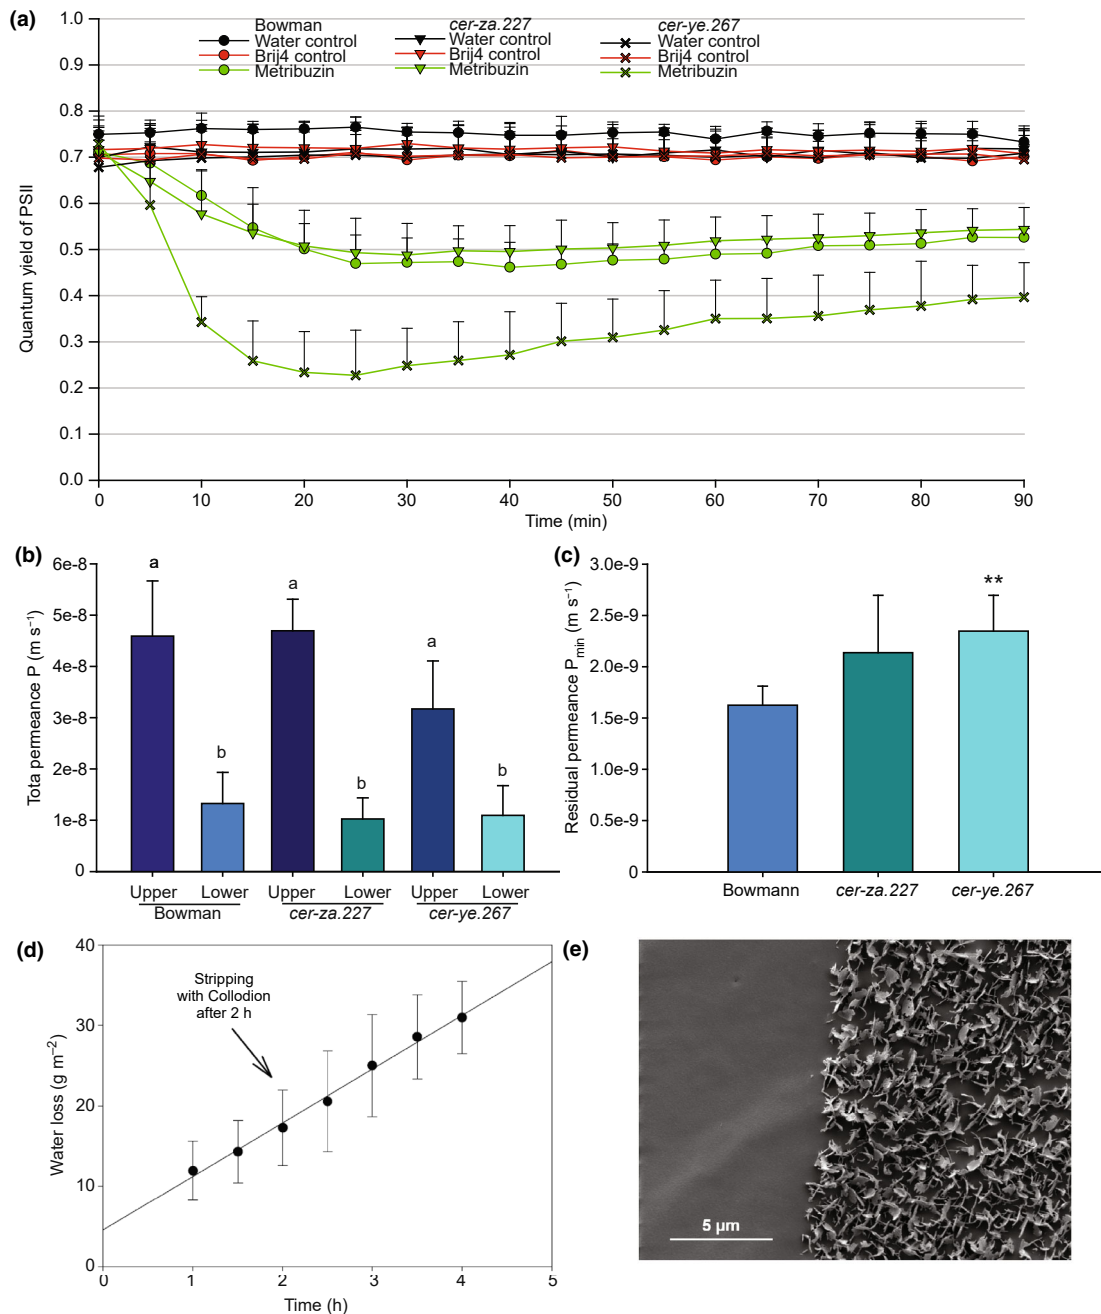 (a)
Bowman
Water control
Brij4 control
Metribuzin
cer-za.227
Water control
Brij4 control
Metribuzin
cer-ye.267
Water control
Brij4 control
Metribuzin
Quantum yield of PSII
1.0
0.9
0.8
0.7
0.6
0.5
0.4
0.3
0.2
0.1
0.0
0 10 20 30 40 50 60 70 80 90
Time (min)
(b)
Tota permeance P (m s⁻¹)
6e-8
5e-8
4e-8
3e-8
2e-8
1e-8
0
a
b
a
b
a
b
Upper Lower Upper Lower Upper Lower
Bowman cer-za.227 cer-ye.267
(c)
Residual permeance Pmin (m s⁻¹)
3.0e-9
2.5e-9
2.0e-9
1.5e-9
1.0e-9
0.5e-9
0
**
Bowmann cer-za.227 cer-ye.267
(d)
Water loss (g m⁻²)
40
30
20
10
0
Stripping
with Collodion
after 2 h
0 1 2 3 4 5
Time (h)
(e)
5 µm